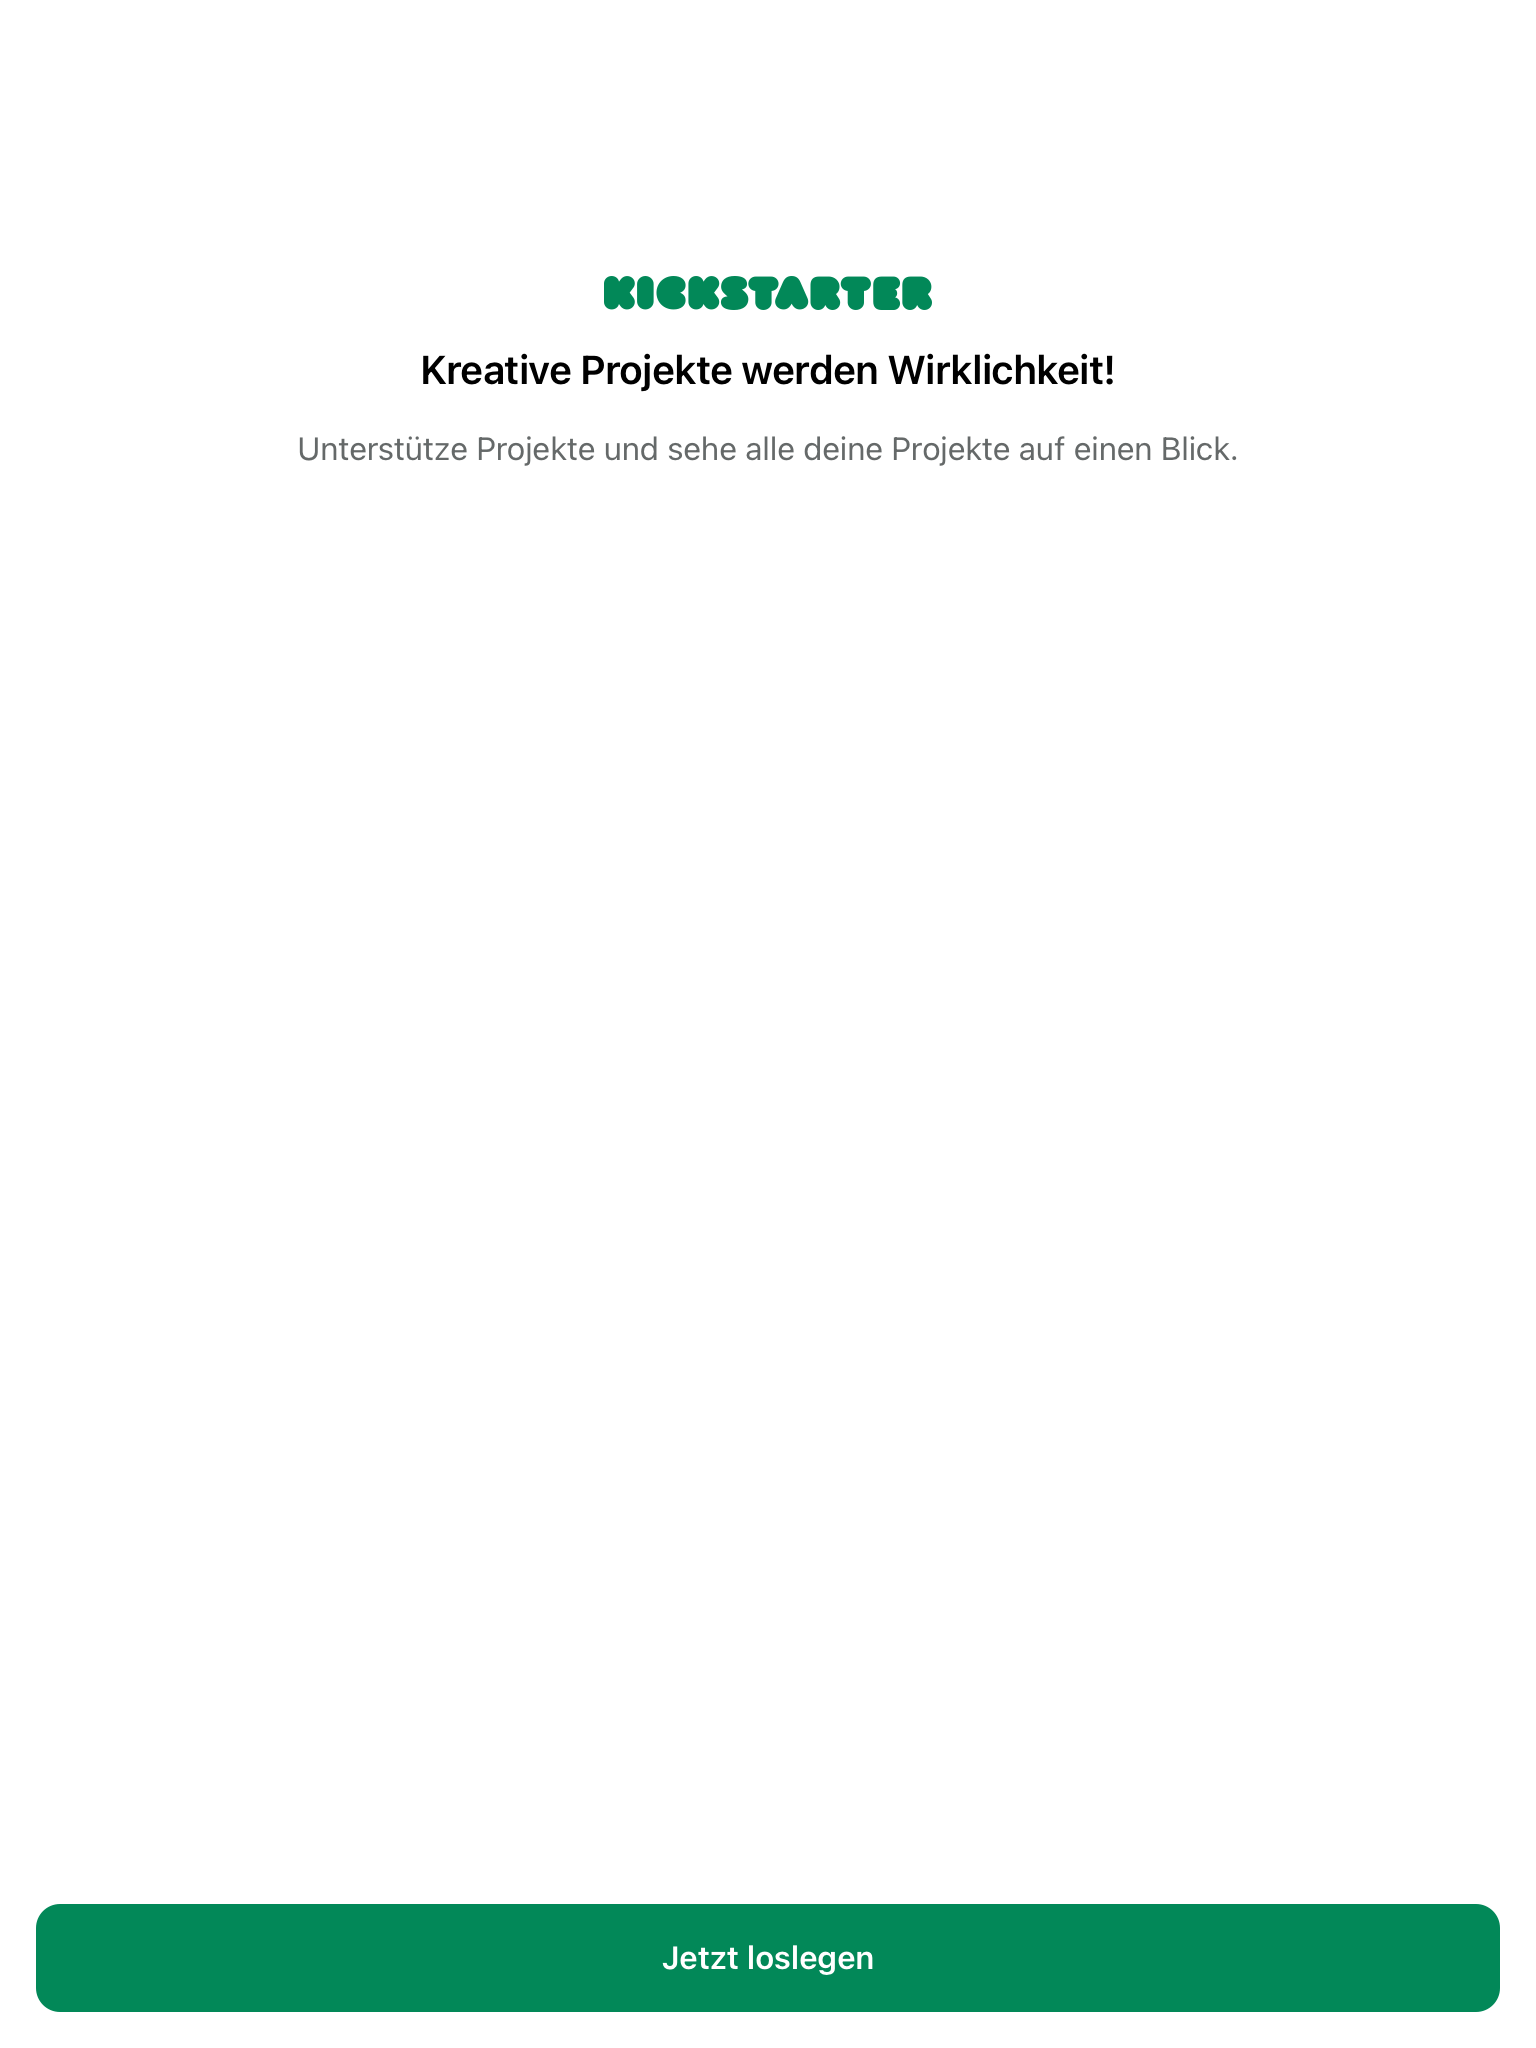 KICKSTARTER
Kreative Projekte werden Wirklichkeit!
Unterstütze Projekte und sehe alle deine Projekte auf einen Blick.
Jetzt loslegen